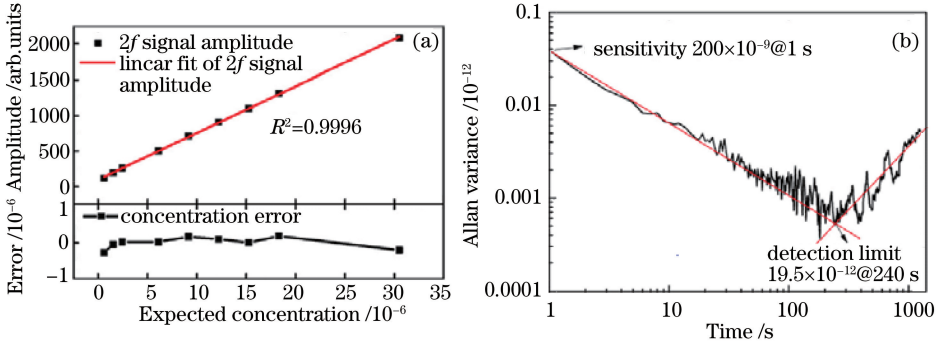 (a)
2f signal amplitude
lincar fit of 2f signal
amplitude
R²=0.9996
Amplitude /arb.units
2000
1500
1000
500
0
concentration error
Error /10⁻⁶
1
0
−1
0
5
10
15
20
25
30
35
Expected concentration /10⁻⁶
(b)
sensitivity 200×10⁻⁹@1 s
Allan variance /10⁻¹²
0.1
0.01
0.001
0.0001
detection limit
19.5×10⁻¹²@240 s
1
10
100
1000
Time /s